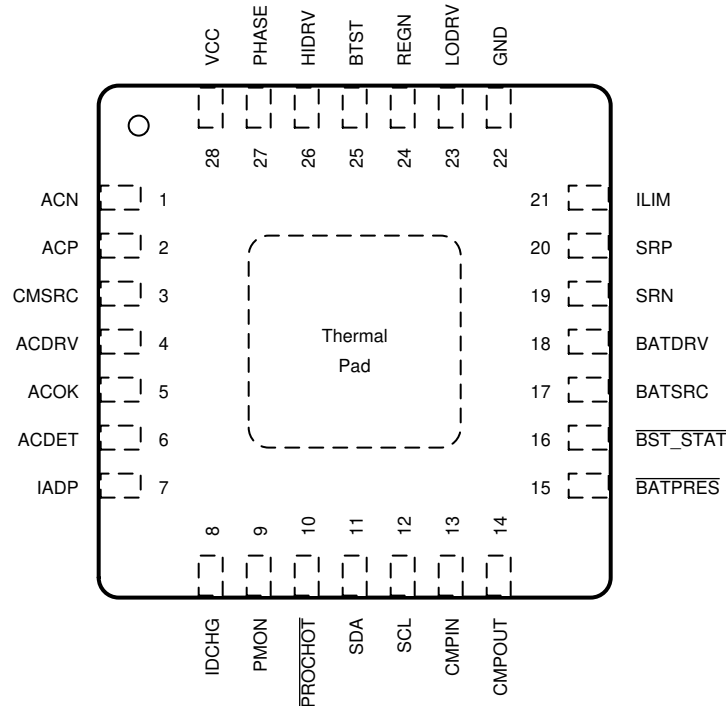 VCC
PHASE
HIDRV
BTST
REGN
LODRV
GND
28
27
26
25
24
23
22
ACN 1
ACP 2
CMSRC 3
ACDRV 4
ACOK 5
ACDET 6
IADP 7
Thermal
Pad
21 ILIM
20 SRP
19 SRN
18 BATDRV
17 BATSRC
16 BST_STAT
15 BATPRES
8
9
10
11
12
13
14
IDCHG
PMON
PROCHOT
SDA
SCL
CMPIN
CMPOUT